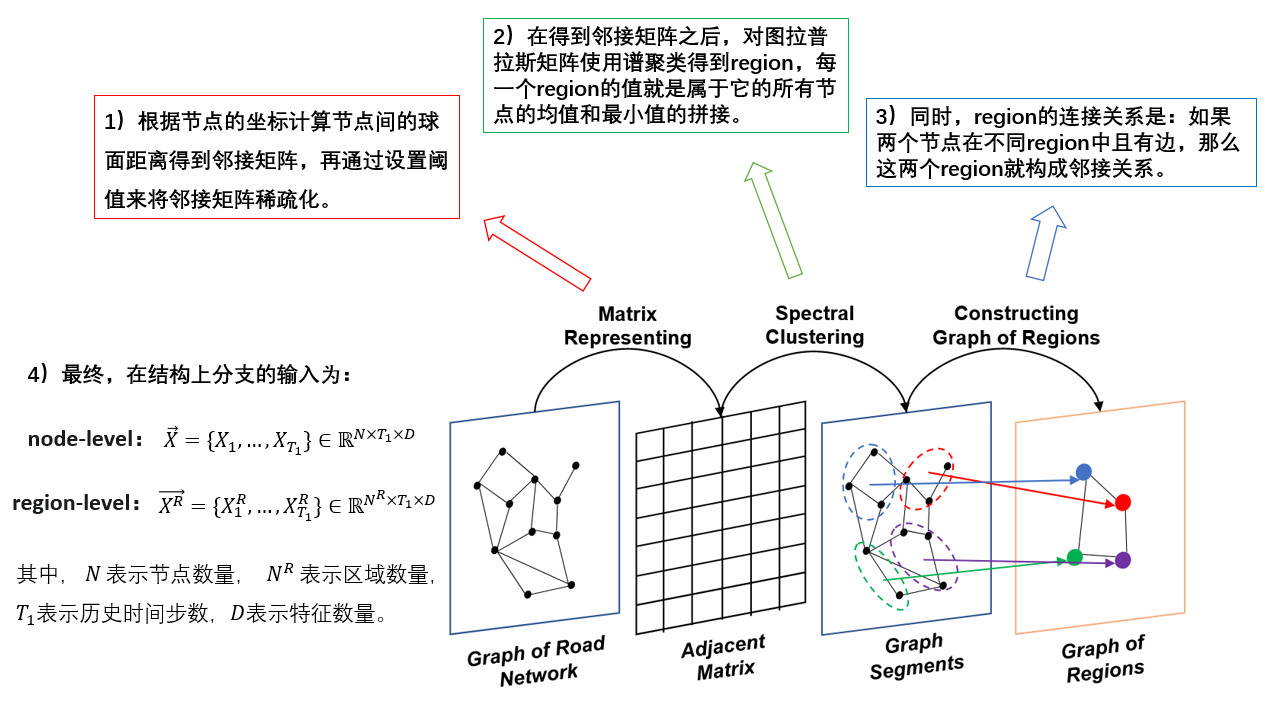 1）根据节点的坐标计算节点间的球
面距离得到邻接矩阵，再通过设置阈
值来将邻接矩阵稀疏化。
2）在得到邻接矩阵之后，对图拉普
拉斯矩阵使用谱聚类得到region，每
一个region的值就是属于它的所有节
点的均值和最小值的拼接。
3）同时，region的连接关系是：如果
两个节点在不同region中且有边，那么
这两个region就构成邻接关系。
Matrix
Representing
Spectral
Clustering
Constructing
Graph of Regions
4）最终，在结构上分支的输入为：
node-level： $\vec{X} = \{X_1, \dots, X_{T_1}\} \in \mathbb{R}^{N \times T_1 \times D}$
region-level： $\overrightarrow{X^R} = \{X_1^R, \dots, X_{T_1}^R\} \in \mathbb{R}^{N^R \times T_1 \times D}$
其中， $N$ 表示节点数量， $N^R$ 表示区域数量，
$T_1$表示历史时间步数，$D$表示特征数量。
Graph of Road
Network
Adjacent
Matrix
Graph
Segments
Graph of
Regions